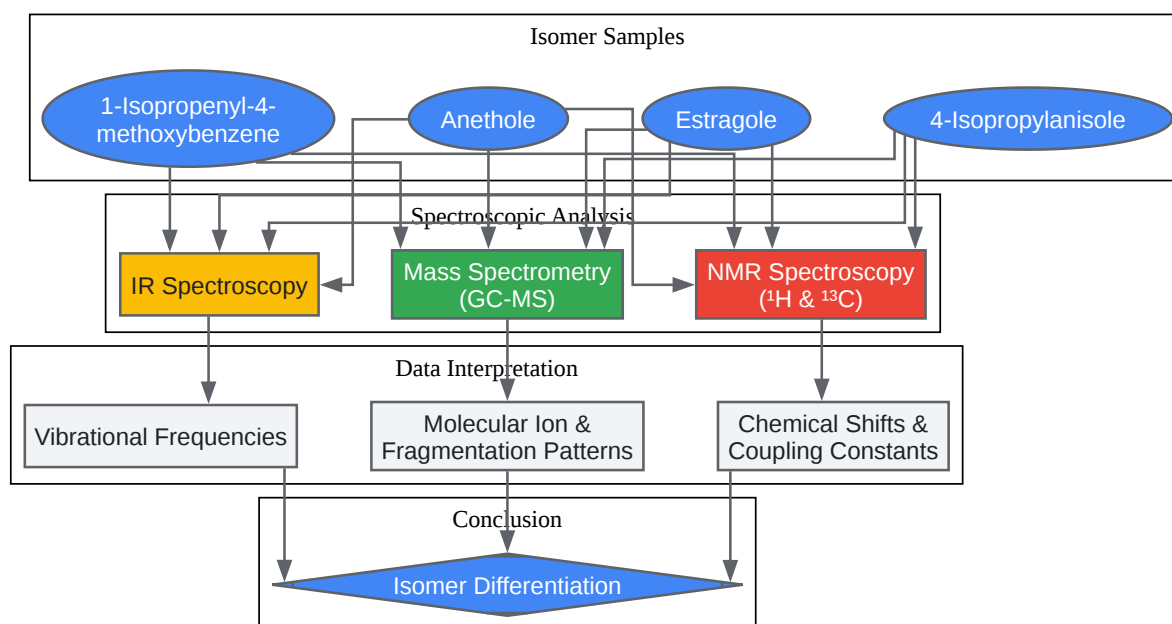 Isomer Samples
1-Isopropenyl-4-
methoxybenzene
Anethole
Estragole
4-Isopropylanisole
Spectroscopic Analysis
IR Spectroscopy
Mass Spectrometry
(GC-MS)
NMR Spectroscopy
(¹H & ¹³C)
Data Interpretation
Vibrational Frequencies
Molecular Ion &
Fragmentation Patterns
Chemical Shifts &
Coupling Constants
Conclusion
Isomer Differentiation